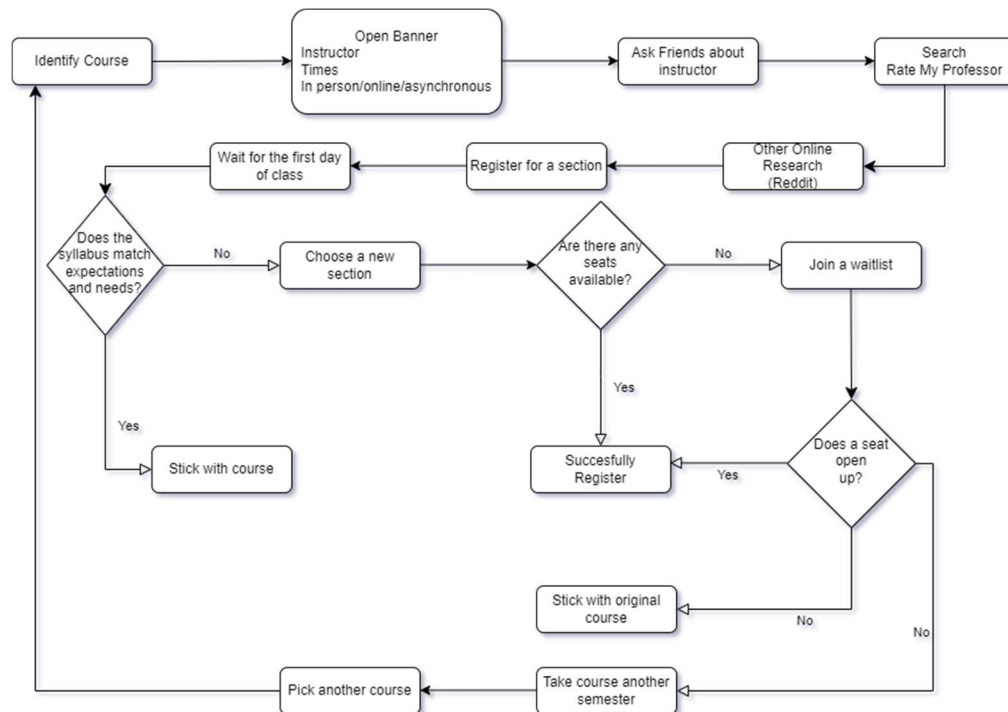 Identify Course
Open Banner
Instructor
Times
In person/online/asynchronous
Ask Friends about
instructor
Search
Rate My Professor
Wait for the first day
of class
Register for a section
Other Online
Research
(Reddit)
Does the
syllabus match
expectations
and needs?
No
Choose a new
section
Are there any
seats
available?
No
Join a waitlist
Yes
Yes
Stick with course
Succesfully
Register
Yes
Does a seat
open
up?
Stick with original
course
No
No
Pick another course
Take course another
semester